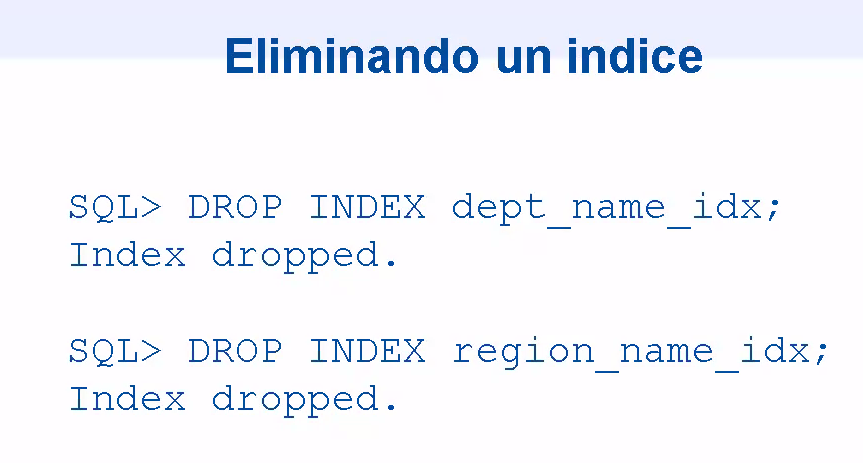 Eliminando un indice
SQL> DROP INDEX dept_name_idx;
Index dropped.
SQL> DROP INDEX region_name_idx;
Index dropped.